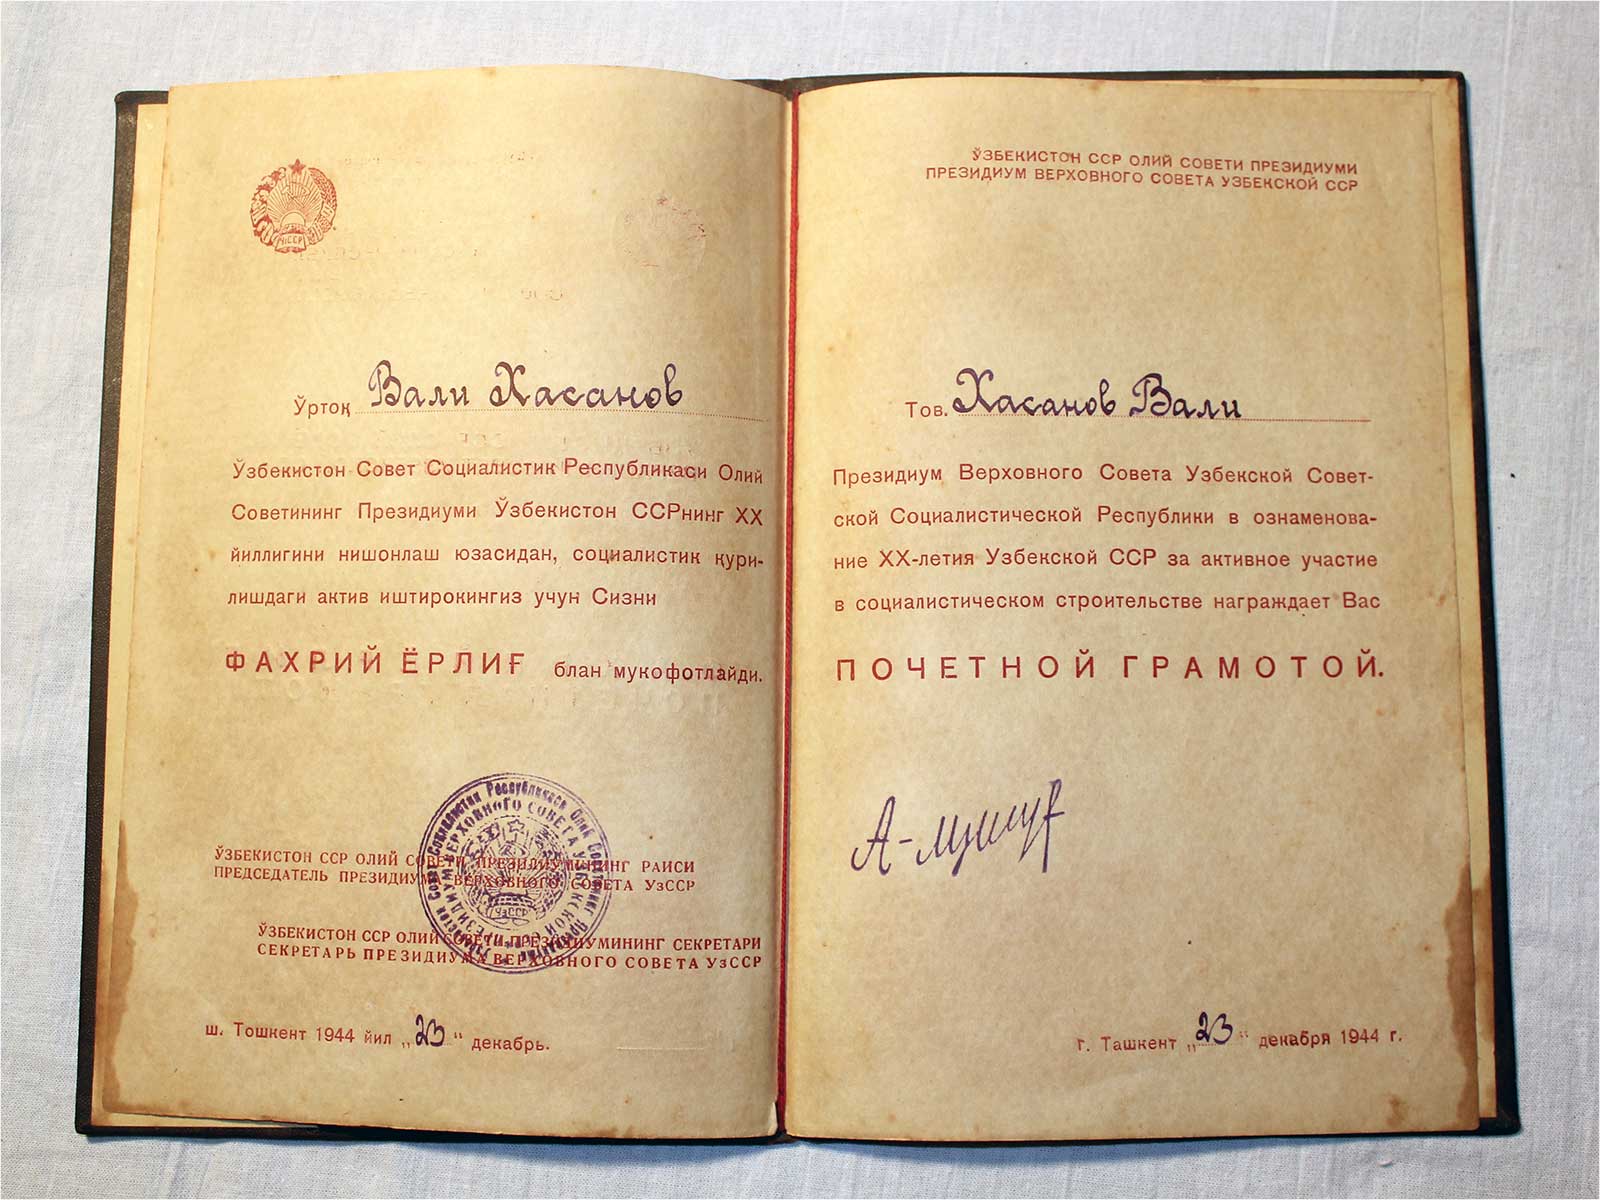 УзССР
Ўртоқ Вали Хасанов
Ўзбекистон Совет Социалистик Республикаси Олий
Советининг Президиуми Ўзбекистон ССРнинг XX
йиллигини нишонлаш юзасидан, социалистик қури-
лишдаги актив иштирокингиз учун Сизни
ФАХРИЙ ЁРЛИҒ блан мукофотлайди.
ЎЗБЕКИСТОН ССР ОЛИЙ СОВЕТИ ПРЕЗИДИУМИНИНГ РАИСИ
ПРЕДСЕДАТЕЛЬ ПРЕЗИДИУМА ВЕРХОВНОГО СОВЕТА УзССР
ЎЗБЕКИСТОН ССР ОЛИЙ СОВЕТИ ПРЕЗИДИУМИНИНГ СЕКРЕТАРИ
СЕКРЕТАРЬ ПРЕЗИДИУМА ВЕРХОВНОГО СОВЕТА УзССР
УзССР
ш. Тошкент 1944 йил „23“ декабрь.
ЎЗБЕКИСТОН ССР ОЛИЙ СОВЕТИ ПРЕЗИДИУМИ
ПРЕЗИДИУМ ВЕРХОВНОГО СОВЕТА УЗБЕКСКОЙ ССР
Тов. Хасанов Вали
Президиум Верховного Совета Узбекской Совет-
ской Социалистической Республики в ознаменова-
ние XX-летия Узбекской ССР за активное участие
в социалистическом строительстве награждает Вас
ПОЧЕТНОЙ ГРАМОТОЙ.
г. Ташкент „23“ декабря 1944 г.